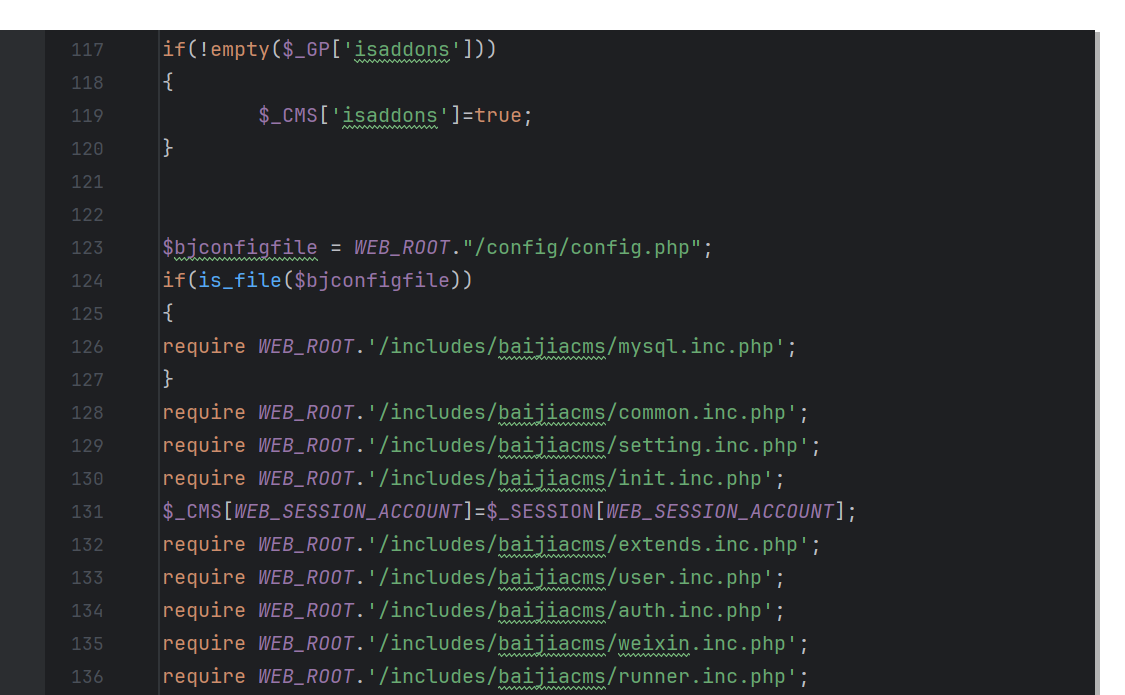 117 if(!empty($_GP['isaddons']))
118 {
119 $_CMS['isaddons']=true;
120 }
121
122
123 $bjconfigfile = WEB_ROOT."/config/config.php";
124 if(is_file($bjconfigfile))
125 {
126 require WEB_ROOT.'/includes/baijiacms/mysql.inc.php';
127 }
128 require WEB_ROOT.'/includes/baijiacms/common.inc.php';
129 require WEB_ROOT.'/includes/baijiacms/setting.inc.php';
130 require WEB_ROOT.'/includes/baijiacms/init.inc.php';
131 $_CMS[WEB_SESSION_ACCOUNT]=$_SESSION[WEB_SESSION_ACCOUNT];
132 require WEB_ROOT.'/includes/baijiacms/extends.inc.php';
133 require WEB_ROOT.'/includes/baijiacms/user.inc.php';
134 require WEB_ROOT.'/includes/baijiacms/auth.inc.php';
135 require WEB_ROOT.'/includes/baijiacms/weixin.inc.php';
136 require WEB_ROOT.'/includes/baijiacms/runner.inc.php';